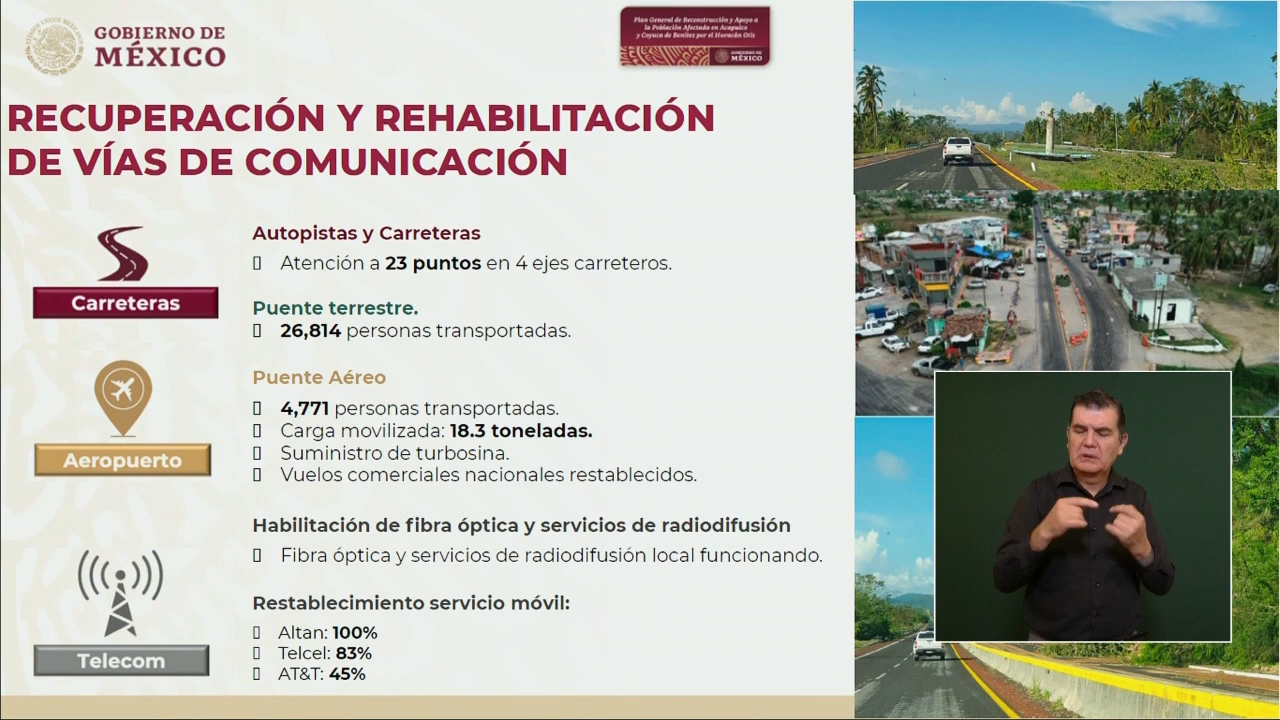 GOBIERNO DE
MÉXICO
Plan General de Reconstrucción y Apoyo a
la Población Afectada en Acapulco
y Coyuca de Benítez por el Huracán Otis
GOBIERNO DE
MÉXICO
RECUPERACIÓN Y REHABILITACIÓN
DE VÍAS DE COMUNICACIÓN
Carreteras
Autopistas y Carreteras
Atención a 23 puntos en 4 ejes carreteros.
Puente terrestre.
26,814 personas transportadas.
Aeropuerto
Puente Aéreo
4,771 personas transportadas.
Carga movilizada: 18.3 toneladas.
Suministro de turbosina.
Vuelos comerciales nacionales restablecidos.
Telecom
Habilitación de fibra óptica y servicios de radiodifusión
Fibra óptica y servicios de radiodifusión local funcionando.
Restablecimiento servicio móvil:
Altan: 100%
Telcel: 83%
AT&T: 45%